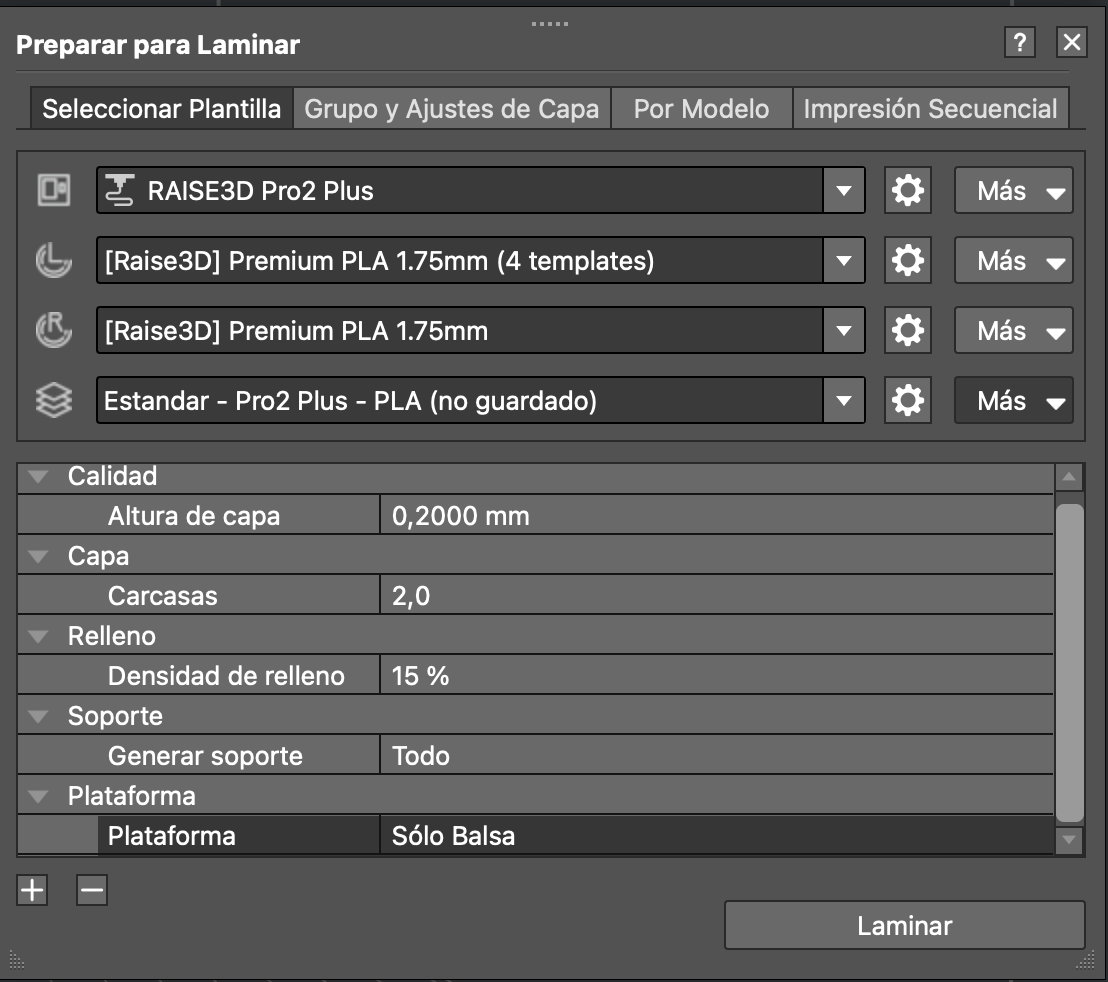 Preparar para Laminar
?
Seleccionar Plantilla Grupo y Ajustes de Capa Por Modelo Impresión Secuencial
RAISE3D Pro2 Plus Más
L [Raise3D] Premium PLA 1.75mm (4 templates) Más
R [Raise3D] Premium PLA 1.75mm Más
Estandar - Pro2 Plus - PLA (no guardado) Más
Calidad
Altura de capa 0,2000 mm
Capa
Carcasas 2,0
Relleno
Densidad de relleno 15 %
Soporte
Generar soporte Todo
Plataforma
Plataforma Sólo Balsa
Laminar